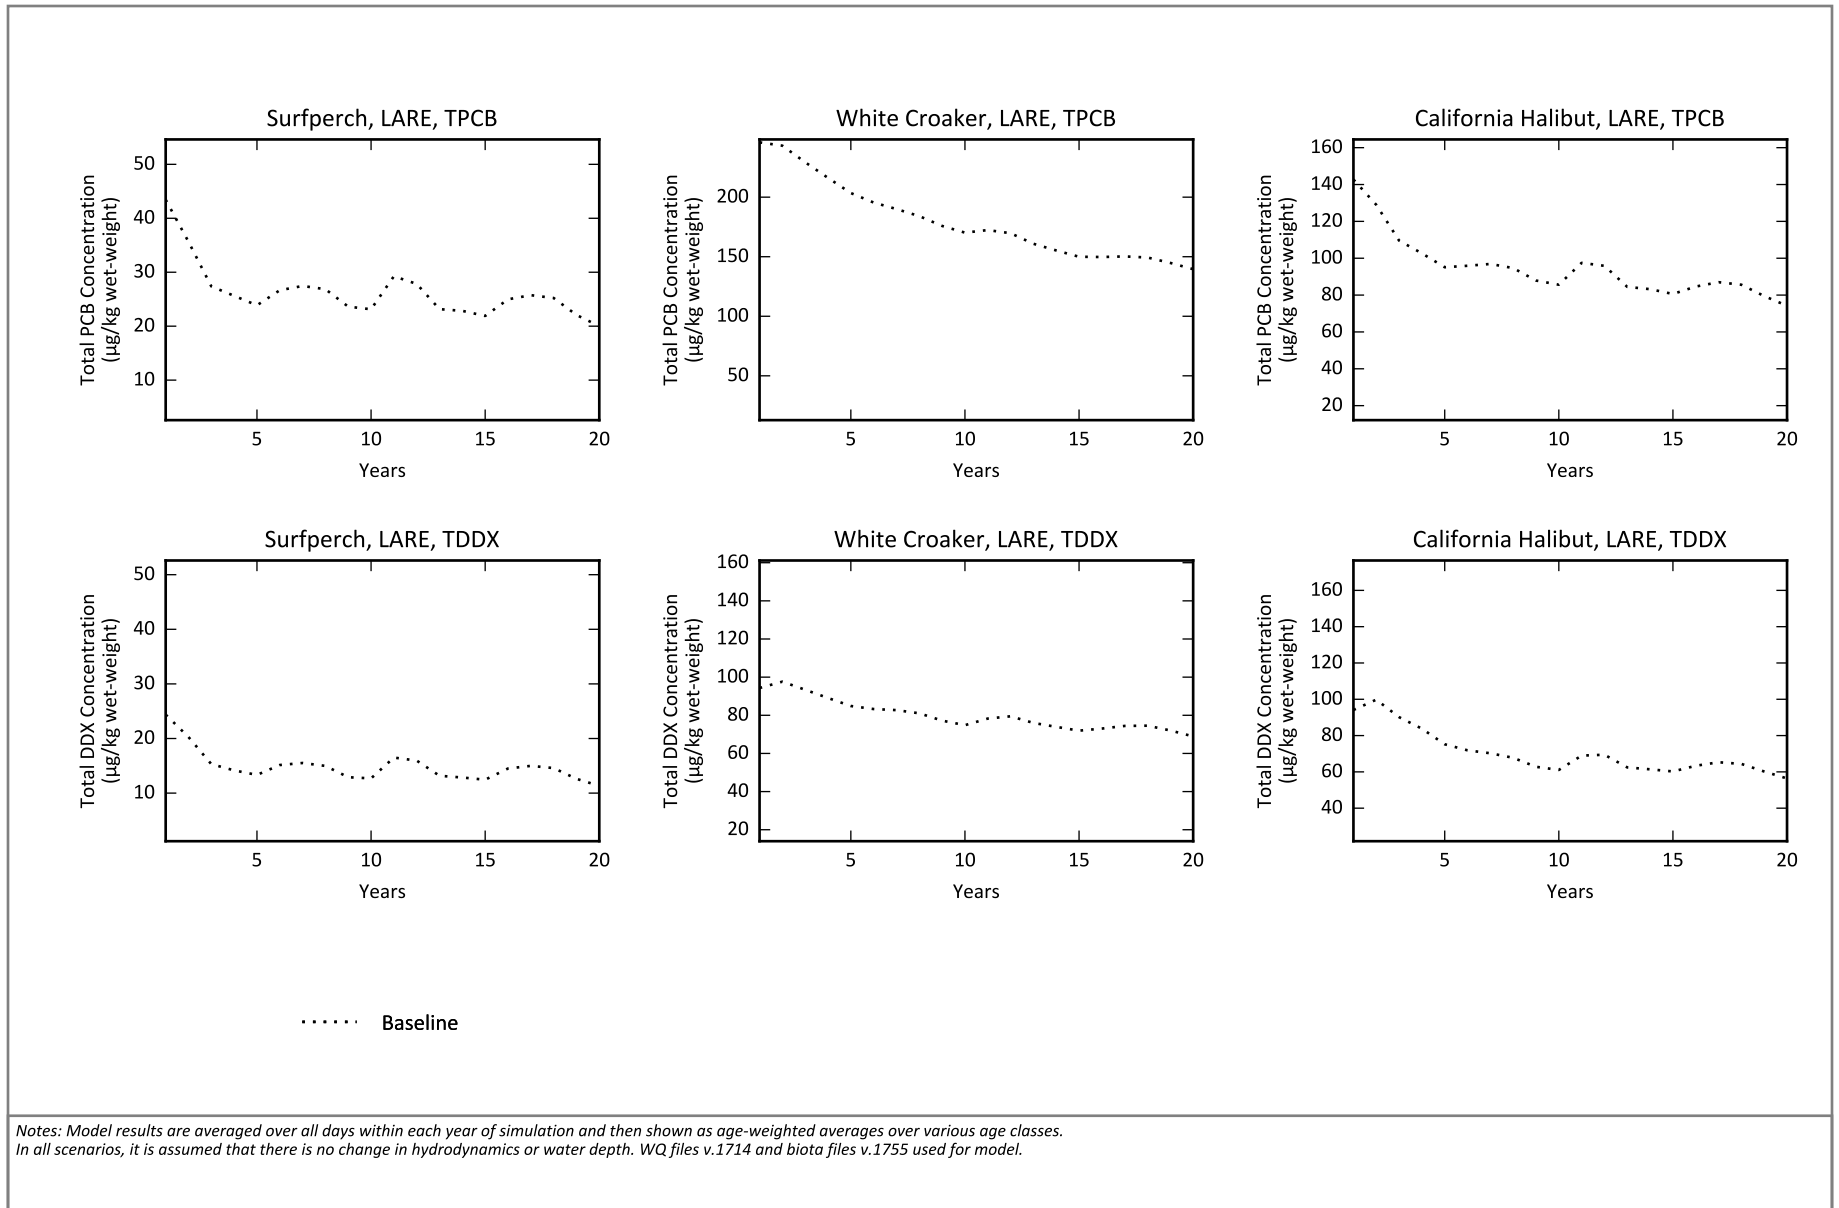 Surfperch, LARE, TPCB
White Croaker, LARE, TPCB
California Halibut, LARE, TPCB
Total PCB Concentration
(µg/kg wet-weight)
50
40
30
20
10
5 10 15 20
Years
Total PCB Concentration
(µg/kg wet-weight)
200
150
100
50
5 10 15 20
Years
Total PCB Concentration
(µg/kg wet-weight)
160
140
120
100
80
60
40
20
5 10 15 20
Years
Surfperch, LARE, TDDX
White Croaker, LARE, TDDX
California Halibut, LARE, TDDX
Total DDX Concentration
(µg/kg wet-weight)
50
40
30
20
10
5 10 15 20
Years
Total DDX Concentration
(µg/kg wet-weight)
160
140
120
100
80
60
40
20
5 10 15 20
Years
Total DDX Concentration
(µg/kg wet-weight)
160
140
120
100
80
60
40
5 10 15 20
Years
Baseline
Notes: Model results are averaged over all days within each year of simulation and then shown as age-weighted averages over various age classes.
In all scenarios, it is assumed that there is no change in hydrodynamics or water depth. WQ files v.1714 and biota files v.1755 used for model.